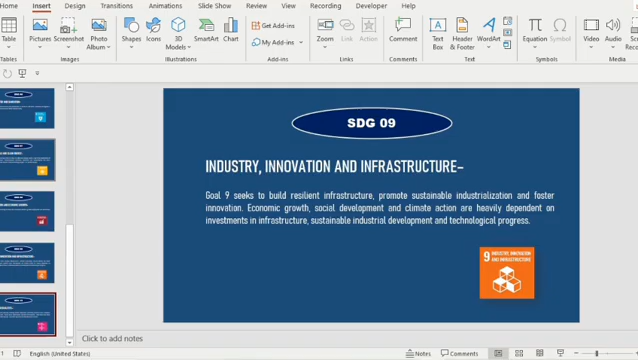 Home Insert Design Transitions Animations Slide Show Review View Recording Developer Help
Table
Pictures Screenshot Photo Album
Shapes Icons 3D Models SmartArt Chart
Get Add-ins
My Add-ins
Zoom Link Action
Comment
Text Box Header & Footer WordArt
Equation Symbol
Video Audio
Illustrations Add-ins Comments Text Symbols
SDG 09
INDUSTRY, INNOVATION AND INFRASTRUCTURE-
Goal 9 seeks to build resilient infrastructure, promote sustainable industrialization and foster
innovation. Economic growth, social development and climate action are heavily dependent on
investments in infrastructure, sustainable industrial development and technological progress.
9 INDUSTRY, INNOVATION
AND INFRASTRUCTURE
Click to add notes
English (United States) Notes Comments